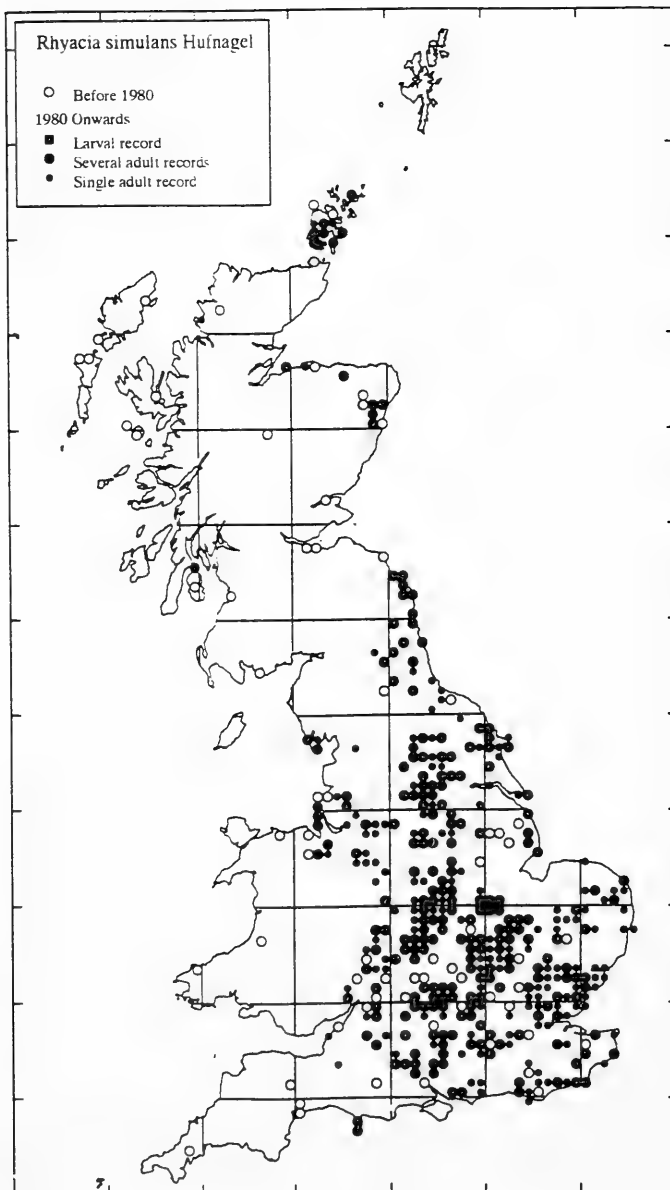 Rhyacia simulans Hufnagel
Before 1980
1980 Onwards
Larval record
Several adult records
Single adult record